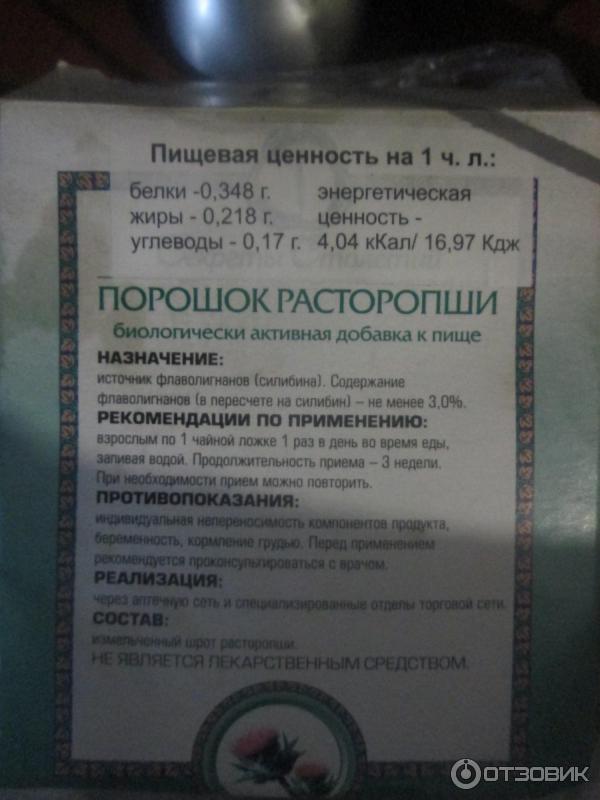 Пищевая ценность на 1 ч. л.:
белки -0,348 г. энергетическая
жиры - 0,218 г. ценность -
углеводы - 0,17 г. 4,04 кКал/ 16,97 Кдж
Секреты Столетий
ПОРОШОК РАСТОРОПШИ
биологически активная добавка к пище
НАЗНАЧЕНИЕ:
источник флаволигнанов (силибина). Содержание
флаволигнанов (в пересчете на силибин) – не менее 3,0%.
РЕКОМЕНДАЦИИ ПО ПРИМЕНЕНИЮ:
взрослым по 1 чайной ложке 1 раз в день во время еды,
запивая водой. Продолжительность приема – 3 недели.
При необходимости прием можно повторить.
ПРОТИВОПОКАЗАНИЯ:
индивидуальная непереносимость компонентов продукта,
беременность, кормление грудью. Перед применением
рекомендуется проконсультироваться с врачом.
РЕАЛИЗАЦИЯ:
через аптечную сеть и специализированные отделы торговой сети.
СОСТАВ:
измельченный шрот расторопши.
НЕ ЯВЛЯЕТСЯ ЛЕКАРСТВЕННЫМ СРЕДСТВОМ.
ОТЗОВИК